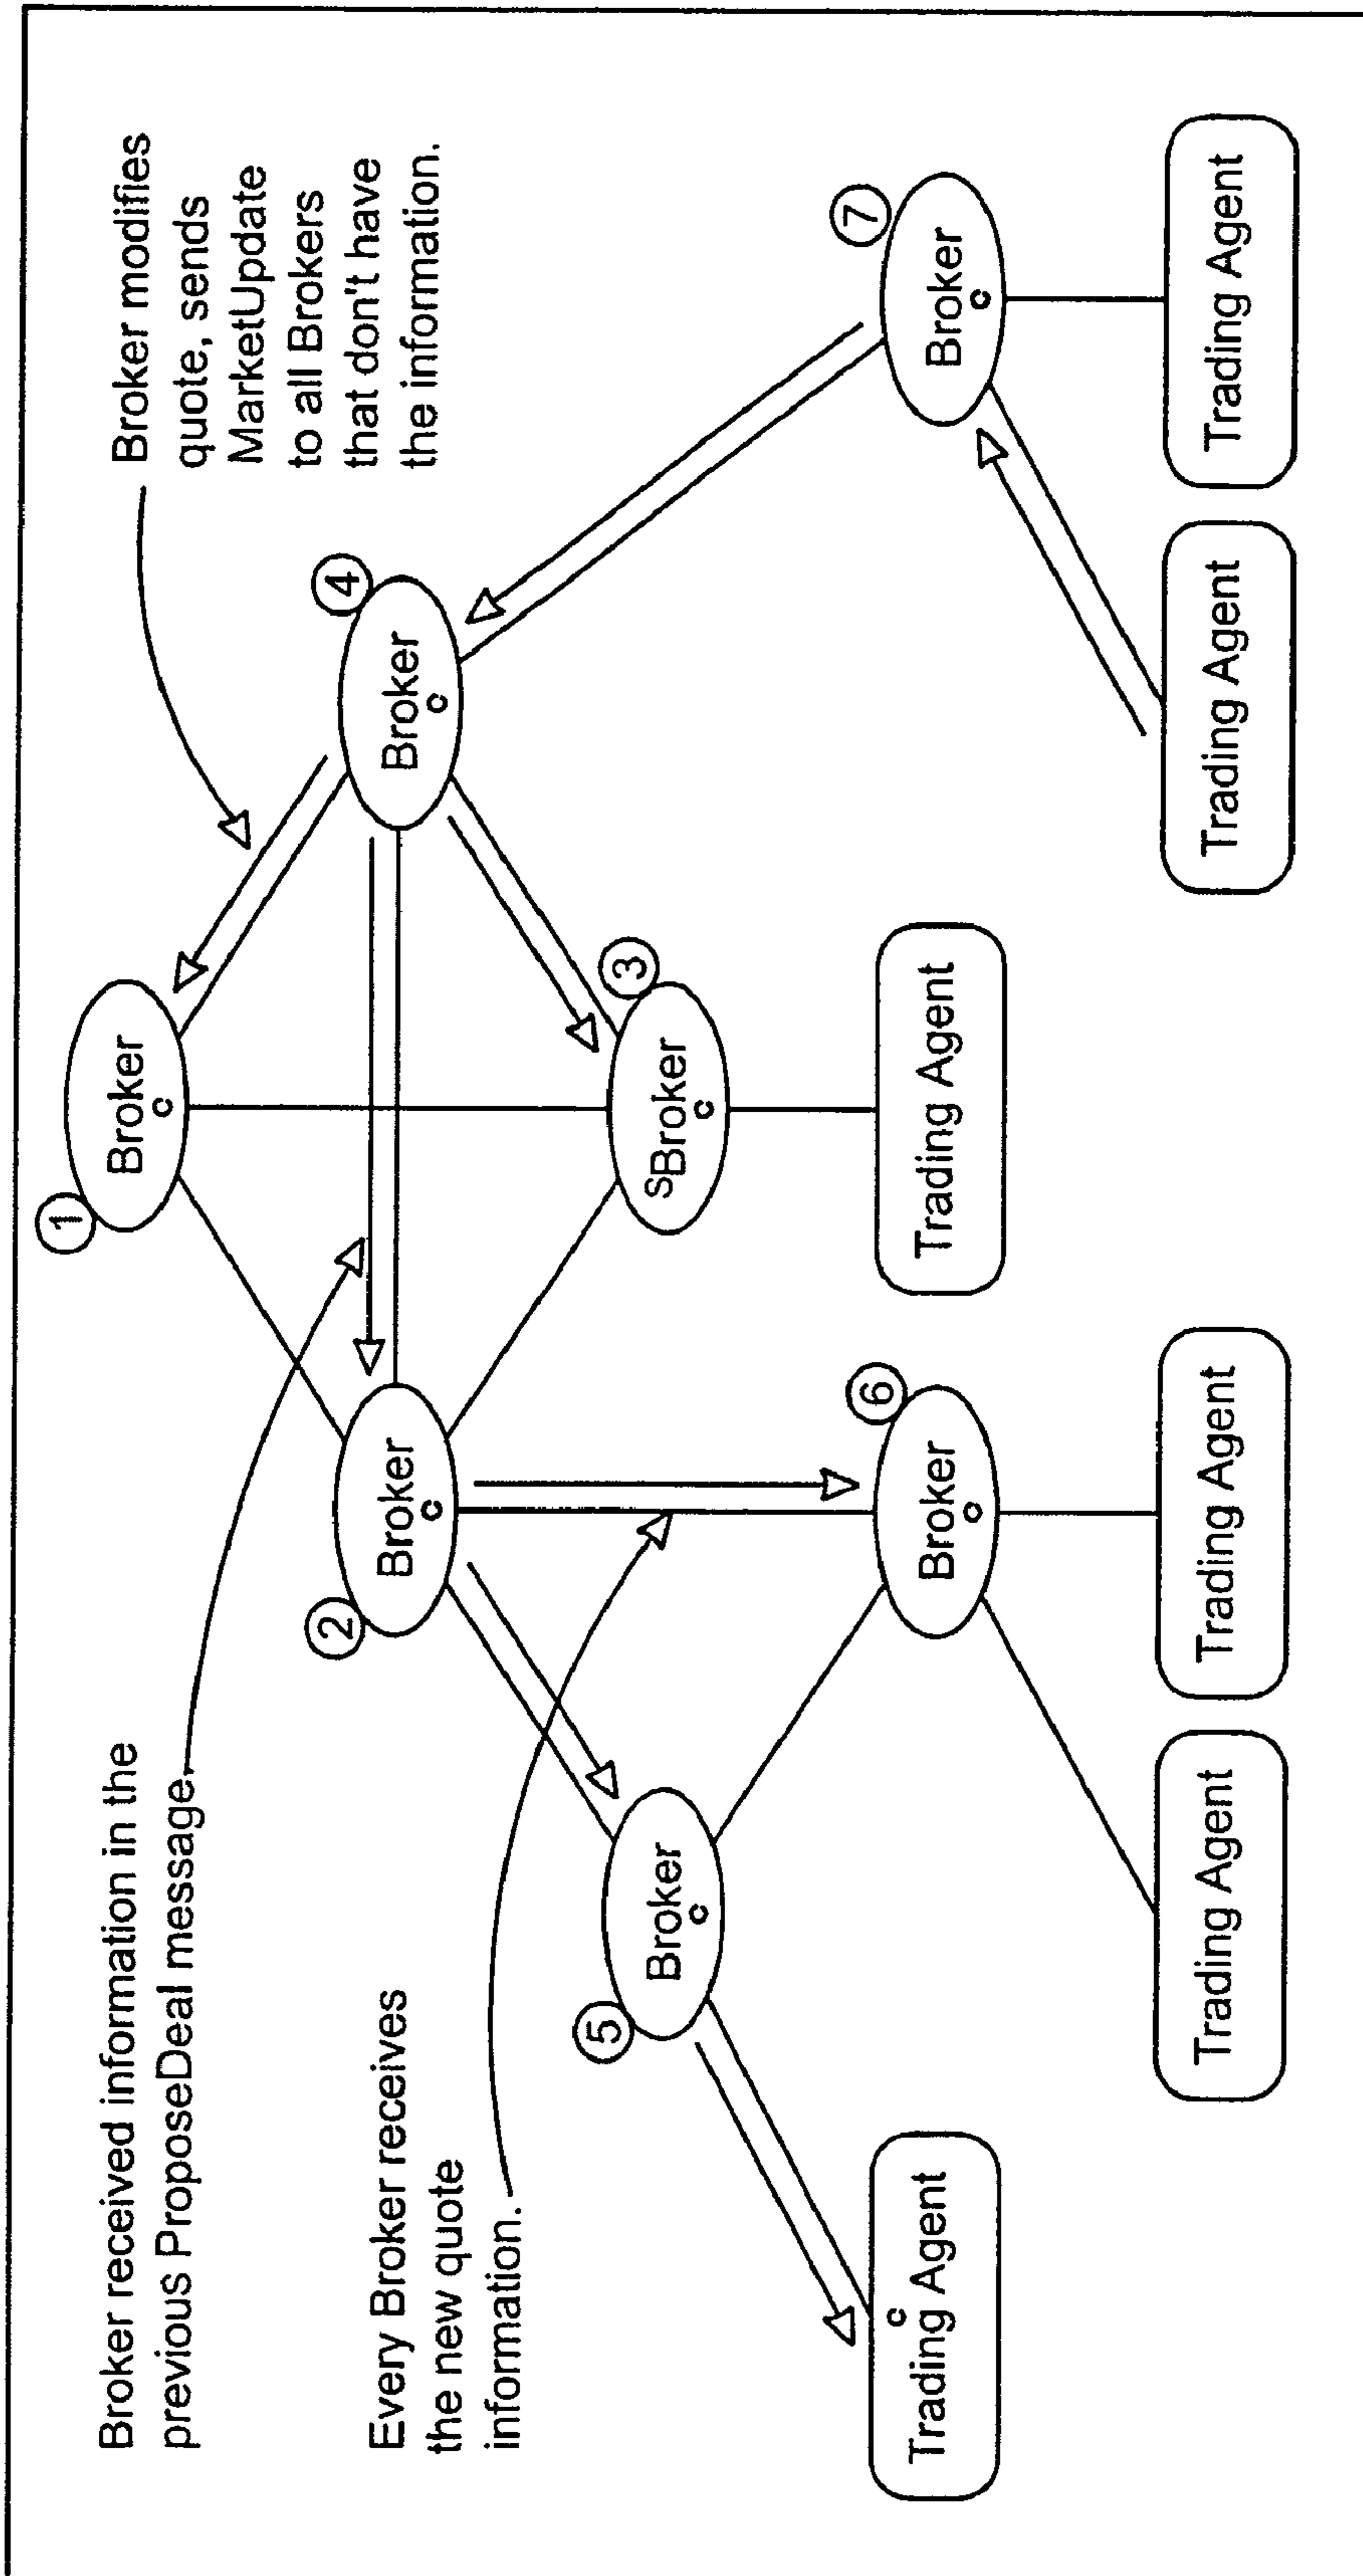 Broker received information in the
previous ProposeDeal message.
Broker modifies
quote, sends
MarketUpdate
to all Brokers
that don't have
the information.
Every Broker receives
the new quote
information.
1
Broker
c
2
Broker
c
4
Broker
c
3
SBroker
c
5
Broker
c
6
Broker
c
7
Broker
c
c
Trading Agent
Trading Agent
Trading Agent
Trading Agent
Trading Agent
Trading Agent